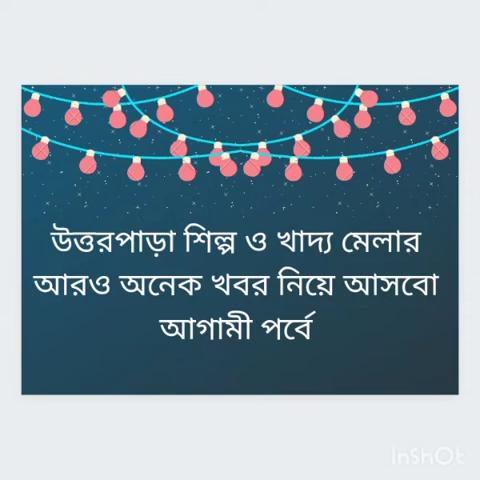 উত্তরপাড়া শিল্প ও খাদ্য মেলার
আরও অনেক খবর নিয়ে আসবো
আগামী পর্বে
InShOt